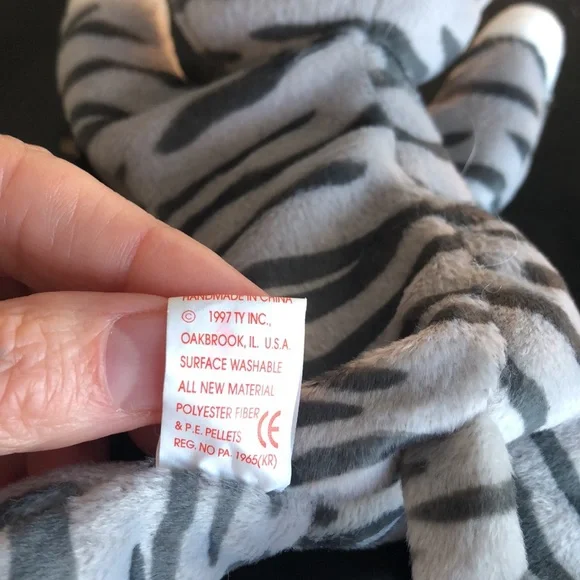 HANDMADE IN CHINA
© 1997 TY INC.,
OAKBROOK, IL. U.S.A.
SURFACE WASHABLE
ALL NEW MATERIAL
POLYESTER FIBER
& P.E. PELLETS CE
REG. NO PA. 1965(KR)